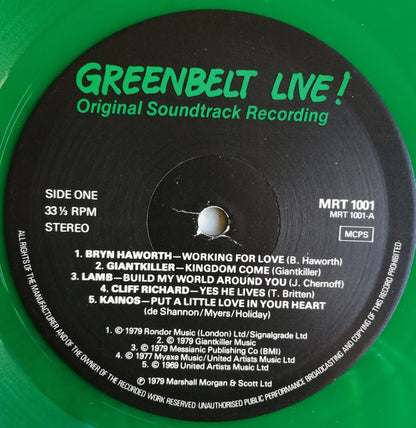 GREENBELT LIVE!
Original Soundtrack Recording
SIDE ONE
33⅓ RPM
STEREO
MRT 1001
MRT 1001-A
MCPS
1. BRYN HAWORTH—WORKING FOR LOVE (B. Haworth)
2. GIANTKILLER—KINGDOM COME (Giantkiller)
3. LAMB—BUILD MY WORLD AROUND YOU (J. Chernoff)
4. CLIFF RICHARD—YES HE LIVES (T. Britten)
5. KAINOS—PUT A LITTLE LOVE IN YOUR HEART
(de Shannon/Myers/Holiday)
1. ©1979 Rondor Music (London) Ltd/Signalgrade Ltd
2. ©1979 Giantkiller Music
3. ©1979 Messianic Publishing Co (BMI)
4. ©1977 Myaxe Music/United Artists Music Ltd
5. ©1969 United Artists Music Ltd
℗1979 Marshall Morgan & Scott Ltd
ALL RIGHTS OF THE MANUFACTURER AND OF THE OWNER OF THE RECORDED WORK RESERVED·UNAUTHORISED PUBLIC PERFORMANCE BROADCASTING AND COPYING OF THIS RECORD PROHIBITED